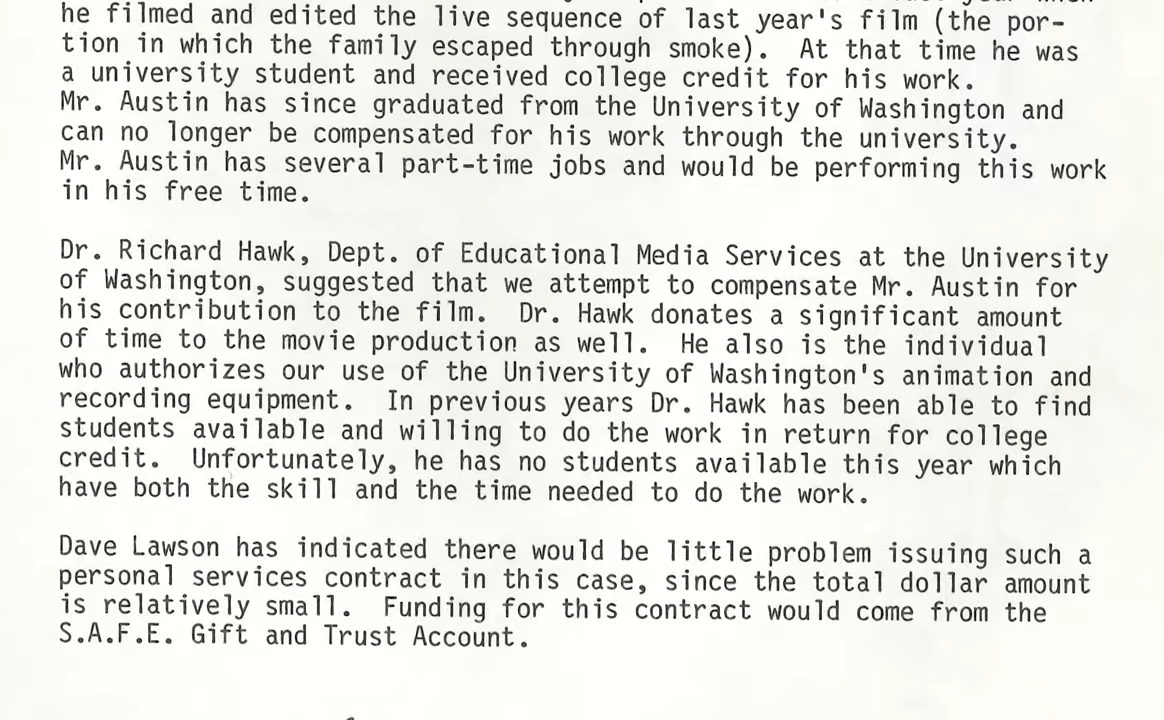 he filmed and edited the live sequence of last year's film (the por-
tion in which the family escaped through smoke).  At that time he was
a university student and received college credit for his work.
Mr. Austin has since graduated from the University of Washington and
can no longer be compensated for his work through the university.
Mr. Austin has several part-time jobs and would be performing this work
in his free time.

Dr. Richard Hawk, Dept. of Educational Media Services at the University
of Washington, suggested that we attempt to compensate Mr. Austin for
his contribution to the film.  Dr. Hawk donates a significant amount
of time to the movie production as well.  He also is the individual
who authorizes our use of the University of Washington's animation and
recording equipment.  In previous years Dr. Hawk has been able to find
students available and willing to do the work in return for college
credit.  Unfortunately, he has no students available this year which
have both the skill and the time needed to do the work.

Dave Lawson has indicated there would be little problem issuing such a
personal services contract in this case, since the total dollar amount
is relatively small.  Funding for this contract would come from the
S.A.F.E. Gift and Trust Account.